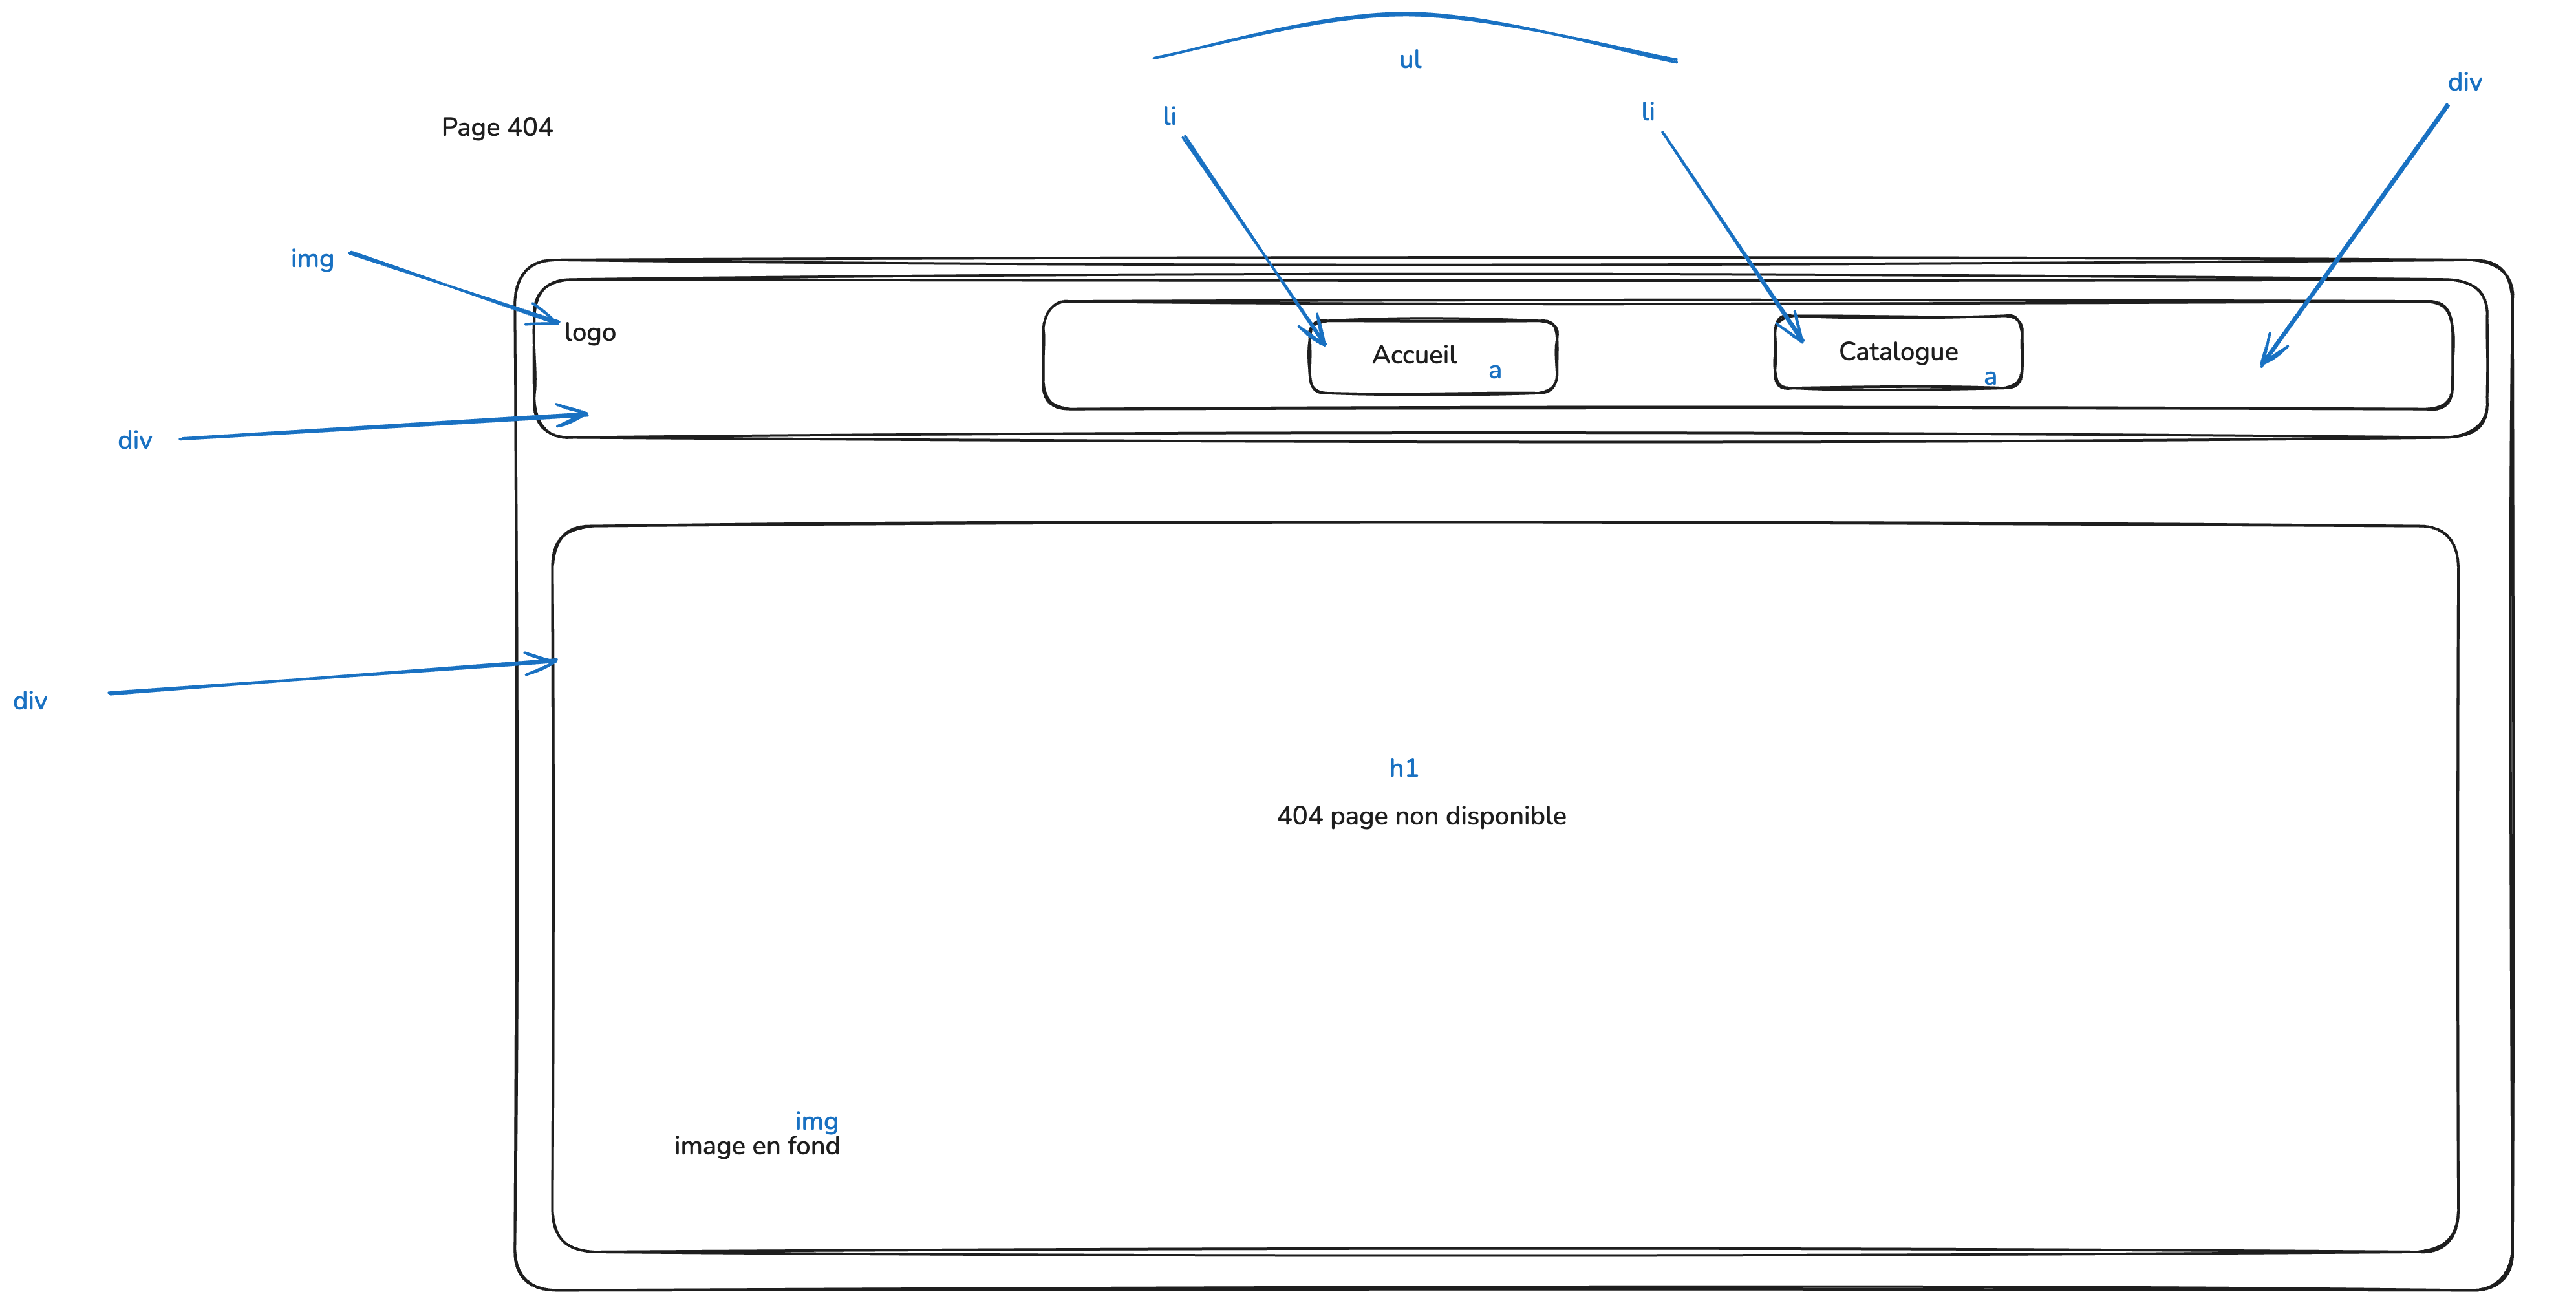 ul
div
li
li
Page 404
img
logo
Accueil
a
Catalogue
a
div
div
h1
404 page non disponible
img
image en fond